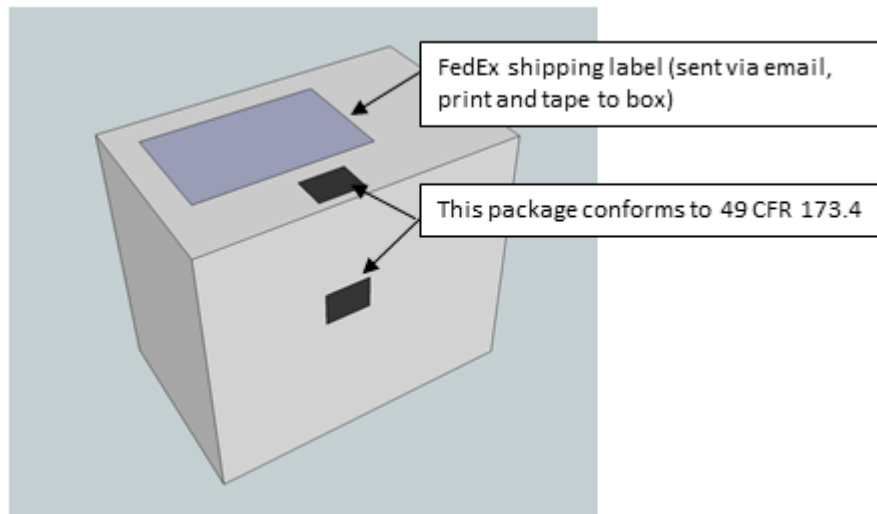 FedEx shipping label (sent via email,
print and tape to box)
This package conforms to 49 CFR 173.4